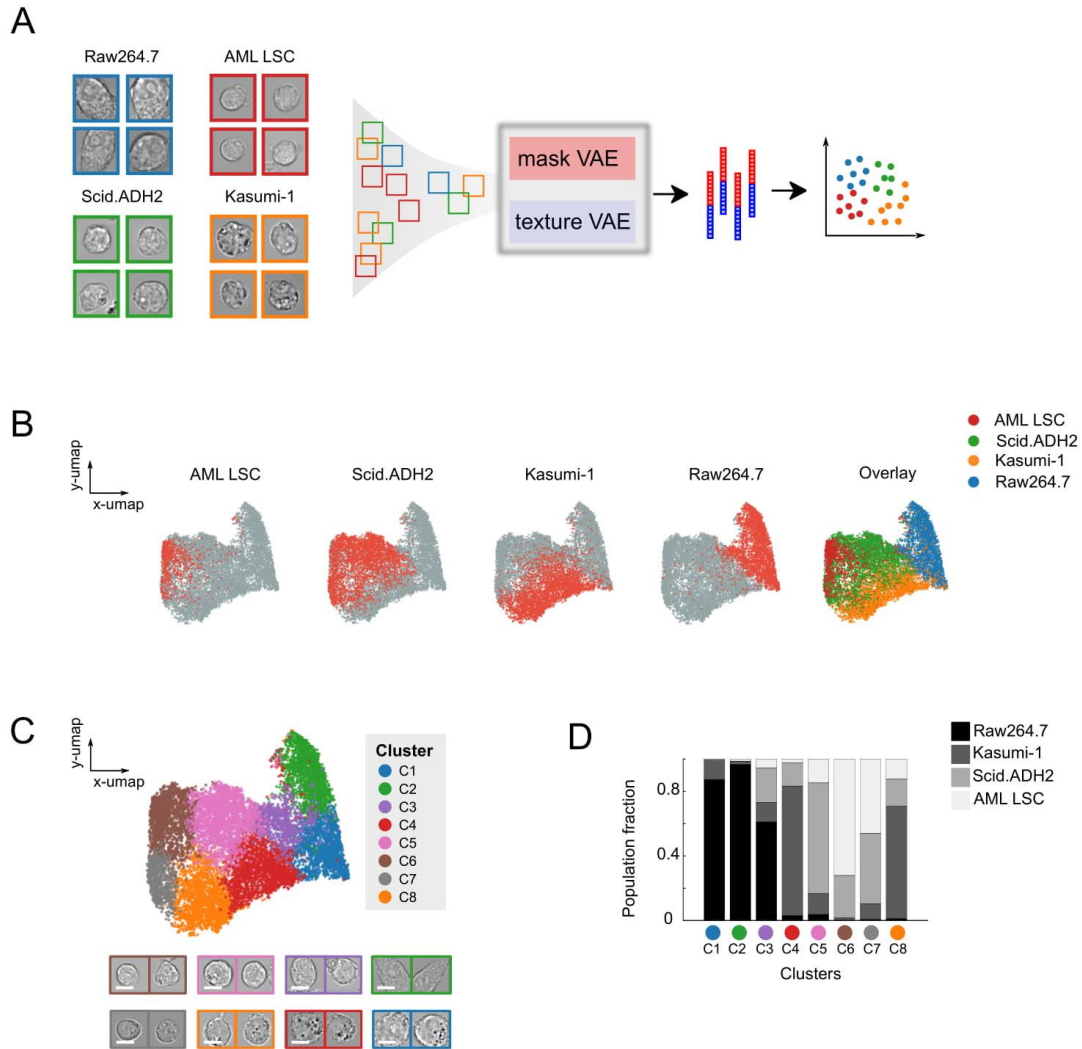 A
Raw264.7 AML LSC
Scid.ADH2 Kasumi-1
mask VAE
texture VAE
B
AML LSC
Scid.ADH2
Kasumi-1
Raw264.7
y-umap
x-umap
AML LSC Scid.ADH2 Kasumi-1 Raw264.7 Overlay
C
y-umap
x-umap
Cluster
C1
C2
C3
C4
C5
C6
C7
C8
D
Raw264.7
Kasumi-1
Scid.ADH2
AML LSC
Population fraction
0.8
0.4
0
C1 C2 C3 C4 C5 C6 C7 C8
Clusters